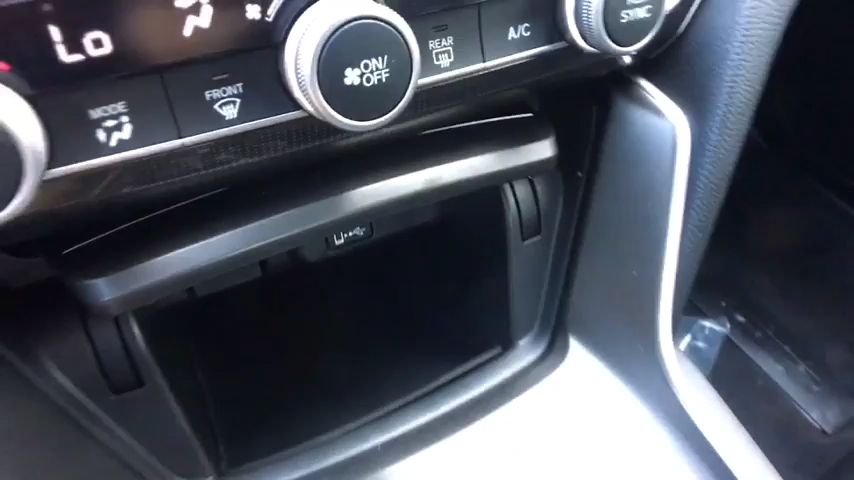 Lo
MODE
FRONT
ON/
OFF
REAR
A/C
SYNC